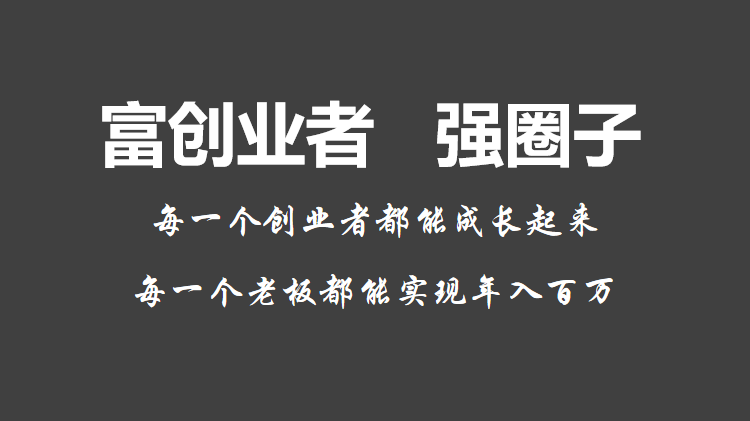 富创业者 强圈子
每一个创业者都能成长起来
每一个老板都能实现年入百万